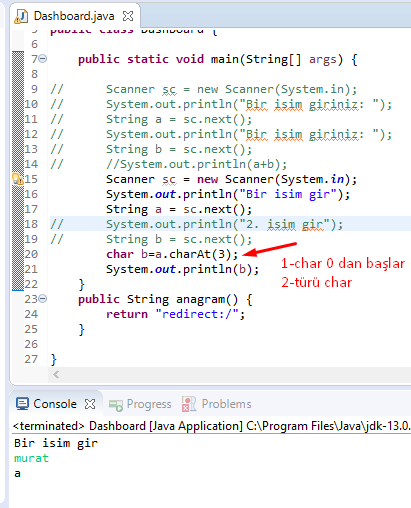 Dashboard.java
5 public class Dashboard {
6
7 public static void main(String[] args) {
8
9 // Scanner sc = new Scanner(System.in);
10 // System.out.println("Bir isim giriniz: ");
11 // String a = sc.next();
12 // System.out.println("Bir isim giriniz: ");
13 // String b = sc.next();
14 // //System.out.println(a+b);
15 Scanner sc = new Scanner(System.in);
16 System.out.println("Bir isim gir");
17 String a = sc.next();
18 // System.out.println("2. isim gir");
19 // String b = sc.next();
20 char b=a.charAt(3);
21 System.out.println(b);
1-char 0 dan başlar
2-türü char
22 }
23 public String anagram() {
24 return "redirect:/";
25 }
26
27 }
Console Progress Problems
<terminated> Dashboard [Java Application] C:\Program Files\Java\jdk-13.0.
Bir isim gir
murat
a